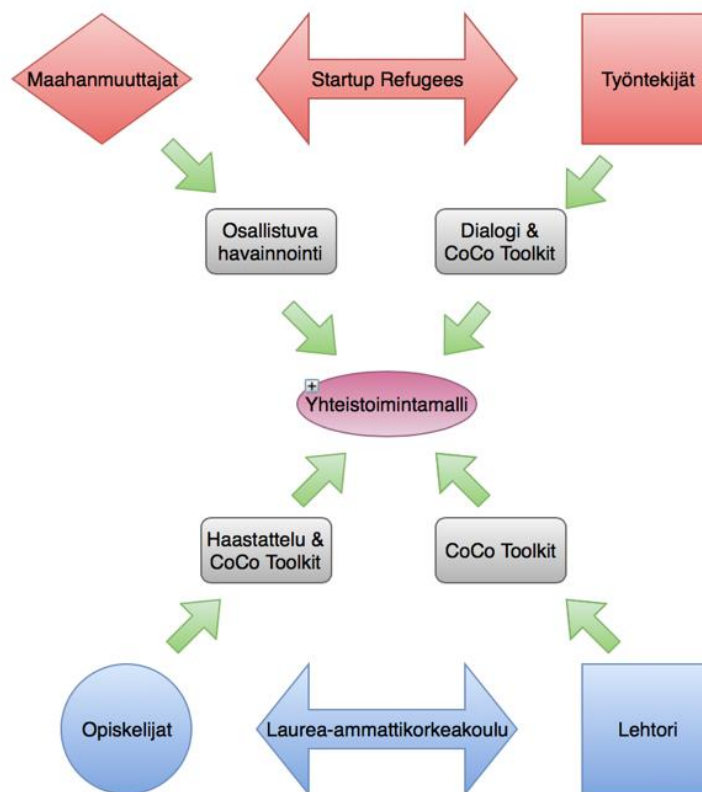 Maahanmuuttajat
Startup Refugees
Työntekijät
Osallistuva
havainnointi
Dialogi &
CoCo Toolkit
Yhteistoimintamalli
Haastattelu &
CoCo Toolkit
CoCo Toolkit
Opiskelijat
Laurea-ammattikorkeakoulu
Lehtori